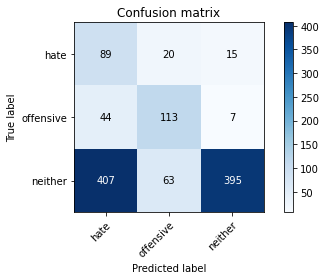 Confusion matrix
hate 89 20 15
offensive 44 113 7
neither 407 63 395
hate offensive neither
True label
Predicted label
400
350
300
250
200
150
100
50